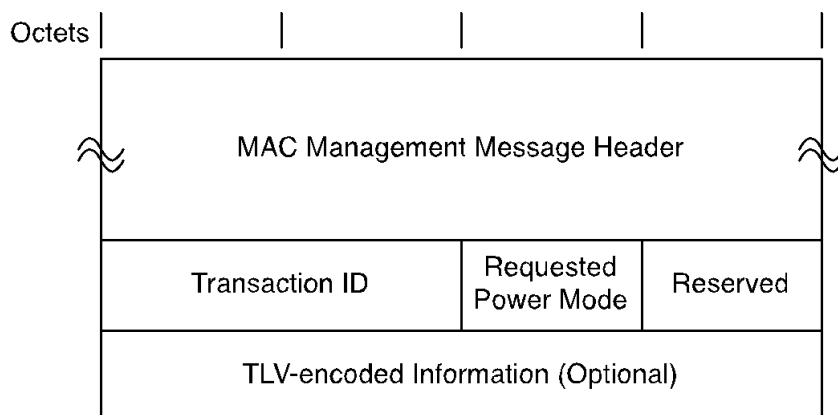 Octets
MAC Management Message Header
Transaction ID
Requested
Power Mode
Reserved
TLV-encoded Information (Optional)